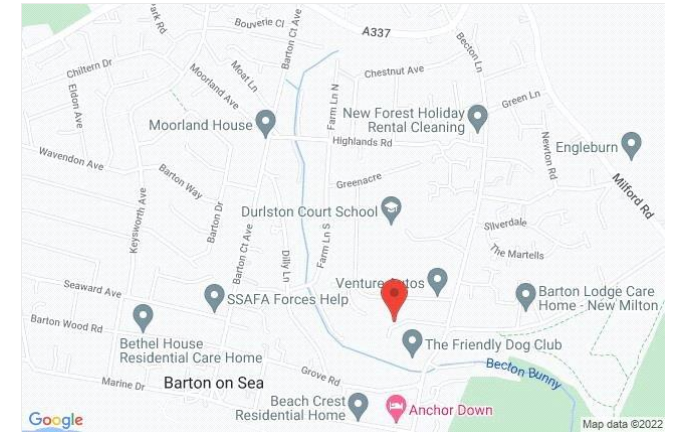 Bouverie Cl
A337
Park Rd
Barton Ct Ave
Becton Ln
Chiltern Dr
Moat Ln
Chestnut Ave
Moorland Ave
Eldon Ave
Farm Ln N
Green Ln
New Forest Holiday
Rental Cleaning
Moorland House
Highlands Rd
Newton Rd
Engleburn
Wavendon Ave
Milford Rd
Barton Way
Greenacre
Keysworth Ave
Barton Dr
Durlston Court School
Silverdale
Farm Ln S
The Martells
Barton Ct Ave
Dilly Ln
Seaward Ave
SSAFA Forces Help
Barton Lodge Care
Home - New Milton
Barton Wood Rd
Bethel House
Residential Care Home
The Friendly Dog Club
Becton Bunny
Grove Rd
Marine Dr
Barton on Sea
Beach Crest
Residential Home
Anchor Down
Google
Map data ©2022